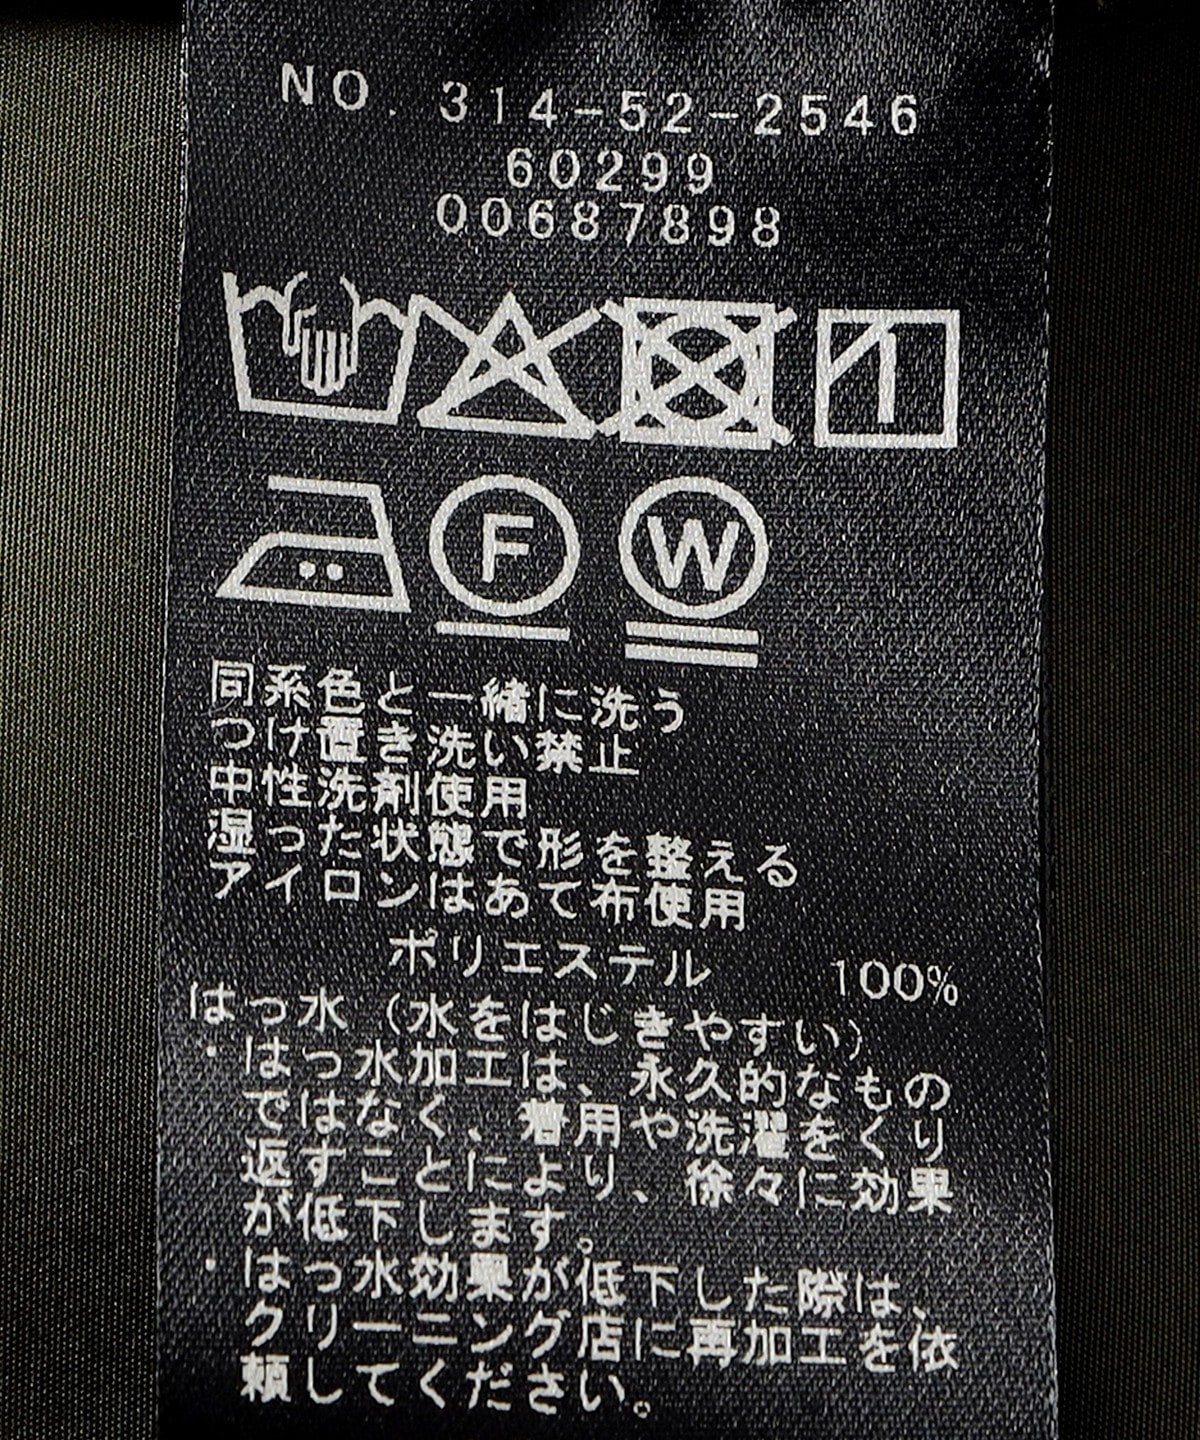 NO. 314-52-2546
60299
00687898
F W
同系色と一緒に洗う
つけ置き洗い禁止
中性洗剤使用
湿った状態で形を整える
アイロンはあて布使用
ポリエステル 100%
はっ水（水をはじきやすい）
・はっ水加工は、永久的なもの
ではなく、着用や洗濯をくり
返すことにより、徐々に効果
が低下します。
・はっ水効果が低下した際は、
クリーニング店に再加工を依
頼してください。